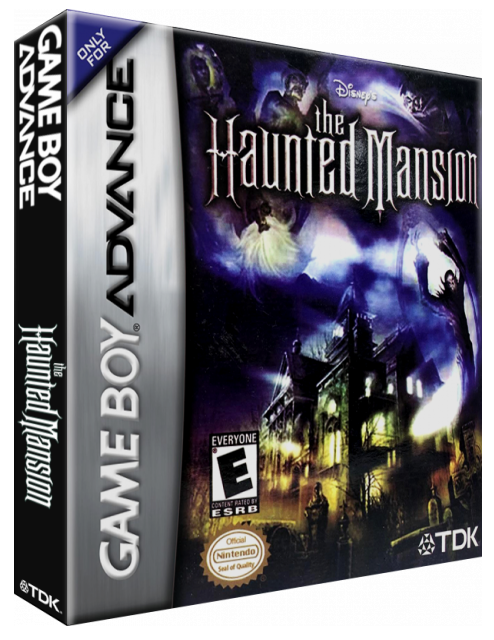 GAME BOY
ADVANCE
the
Haunted Mansion
TDK
ONLY
FOR
GAME BOY ADVANCE
Disney's
the
Haunted Mansion
EVERYONE
E
CONTENT RATED BY
ESRB
Official
Nintendo
Seal of Quality
TDK